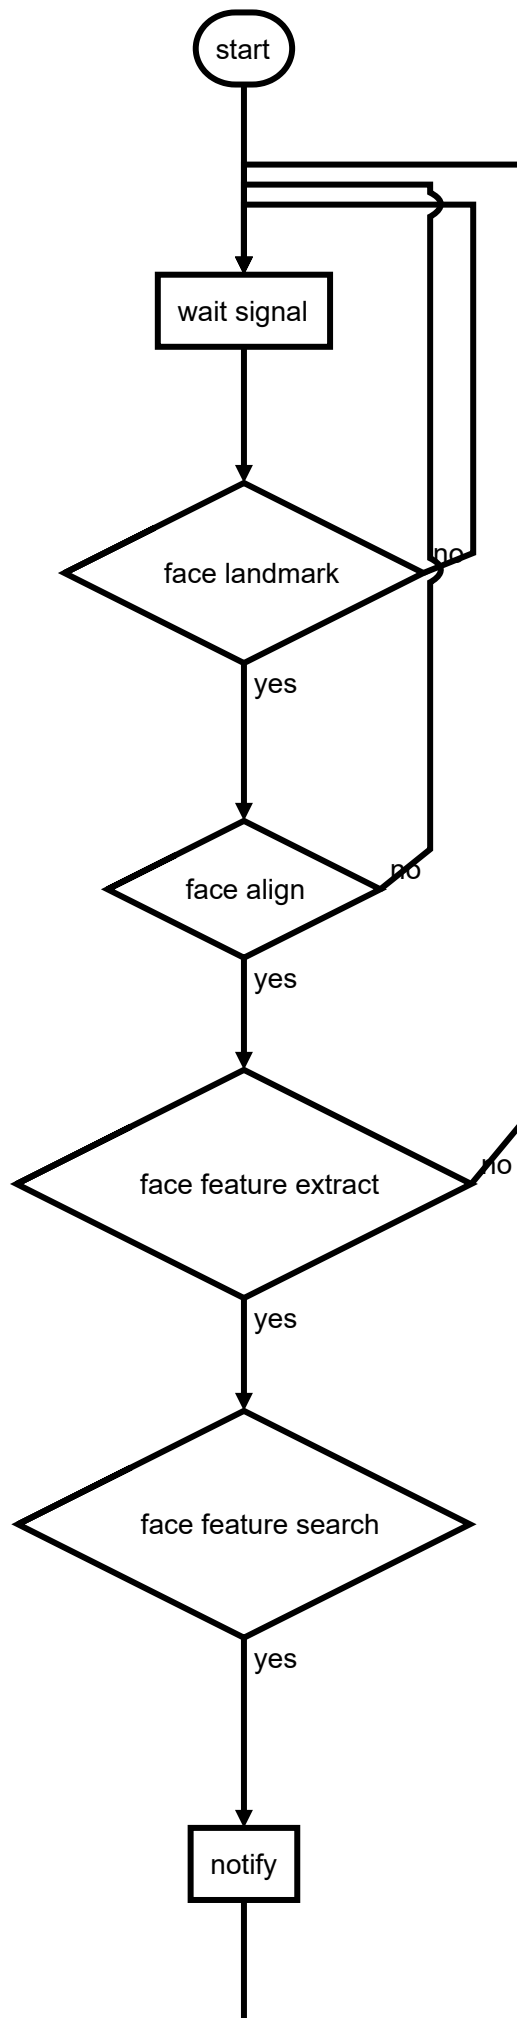 start
wait signal
no
face landmark
yes
no
face align
yes
no
face feature extract
yes
face feature search
yes
notify